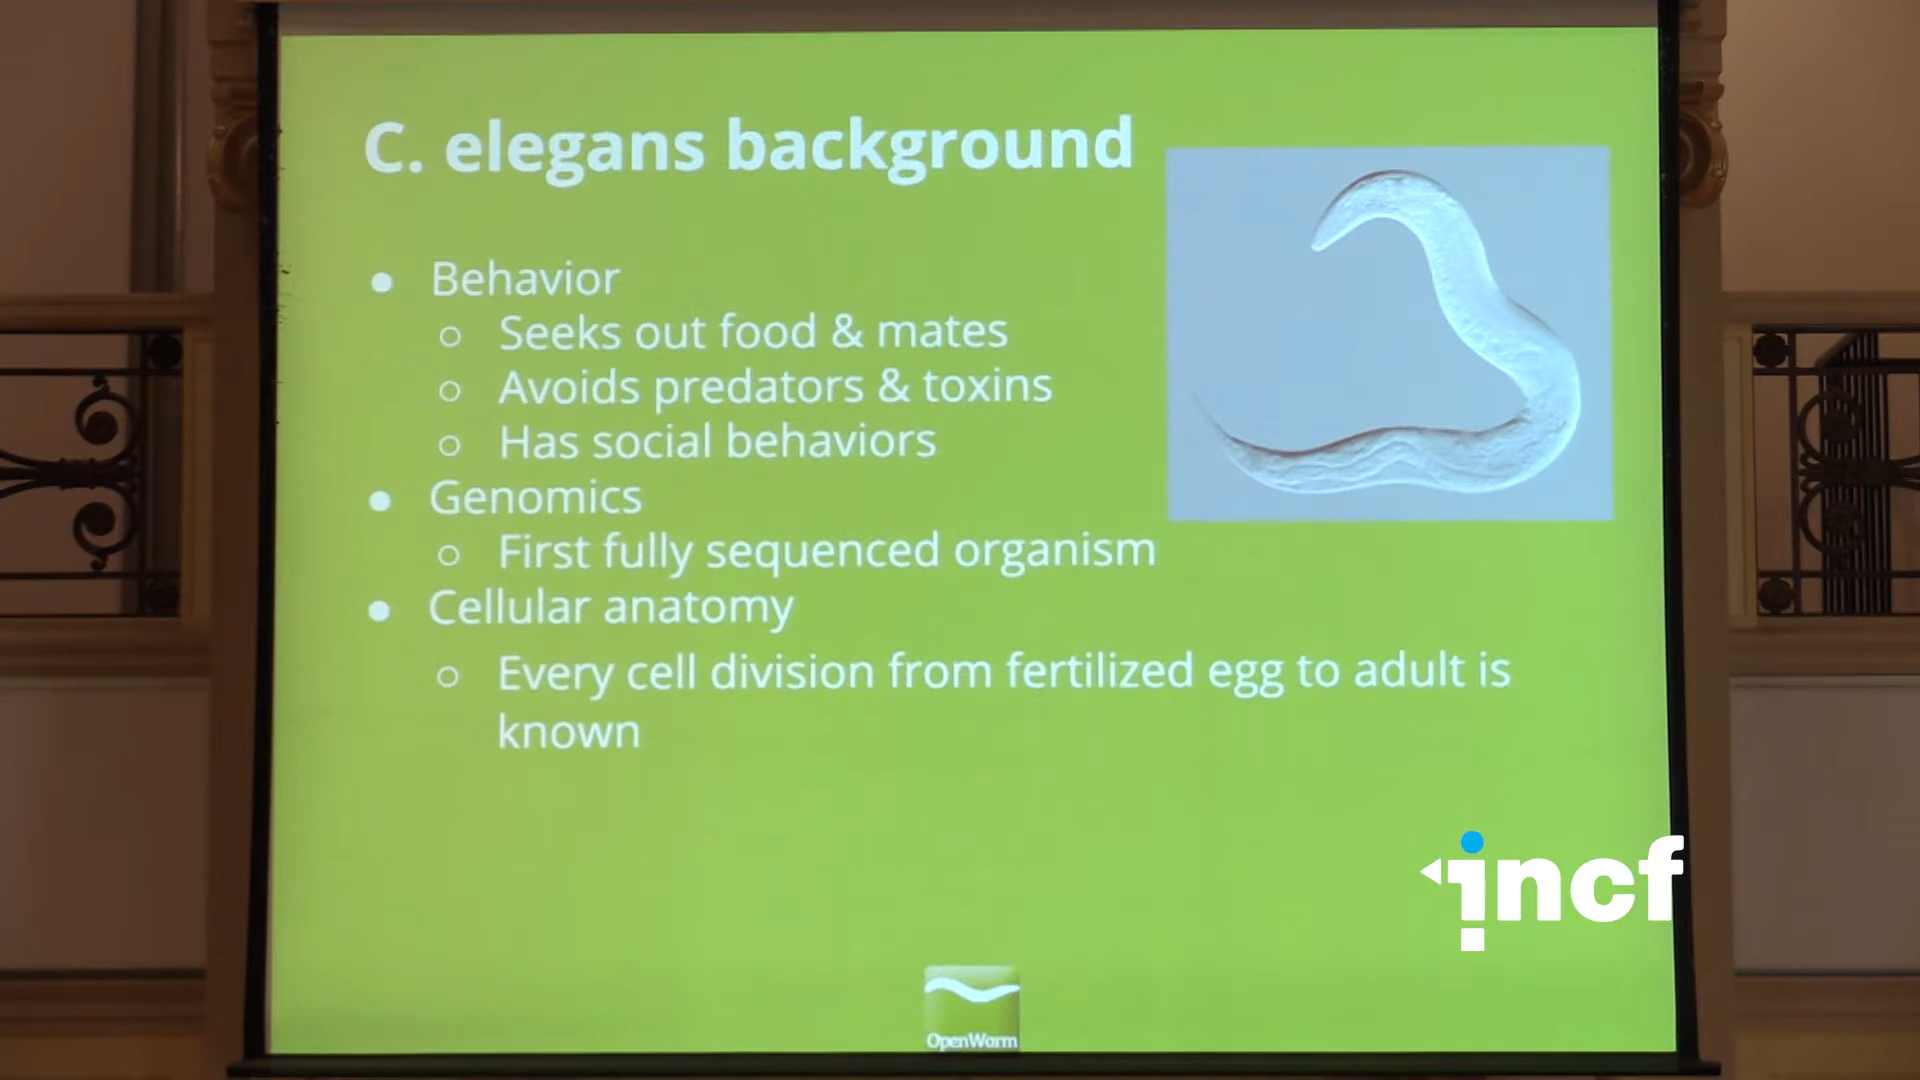 C. elegans background
● Behavior
○ Seeks out food & mates
○ Avoids predators & toxins
○ Has social behaviors
● Genomics
○ First fully sequenced organism
● Cellular anatomy
○ Every cell division from fertilized egg to adult is
known
incf
OpenWorm